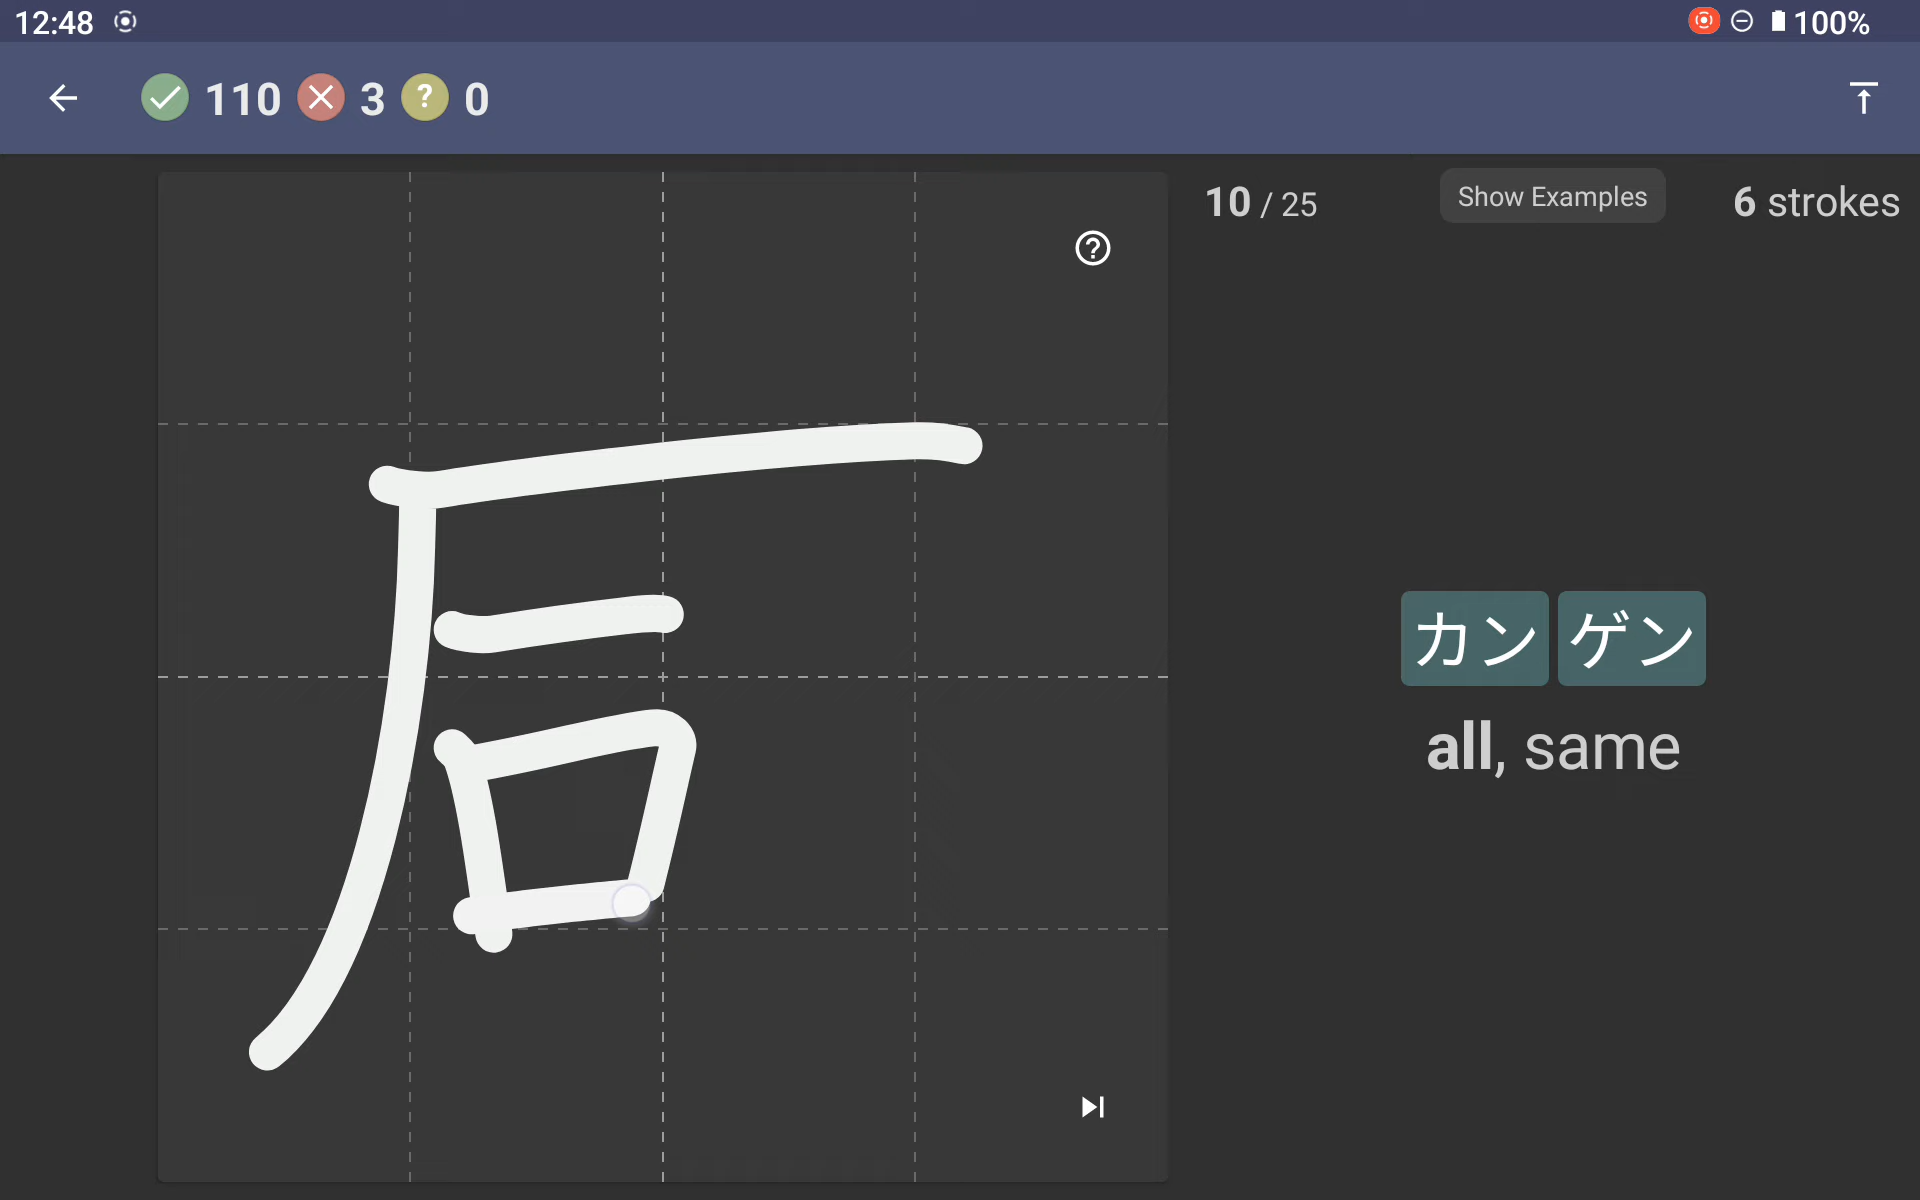 12:48 100%
110 3 ? 0
10 / 25 Show Examples 6 strokes
?
カン ゲン
all, same